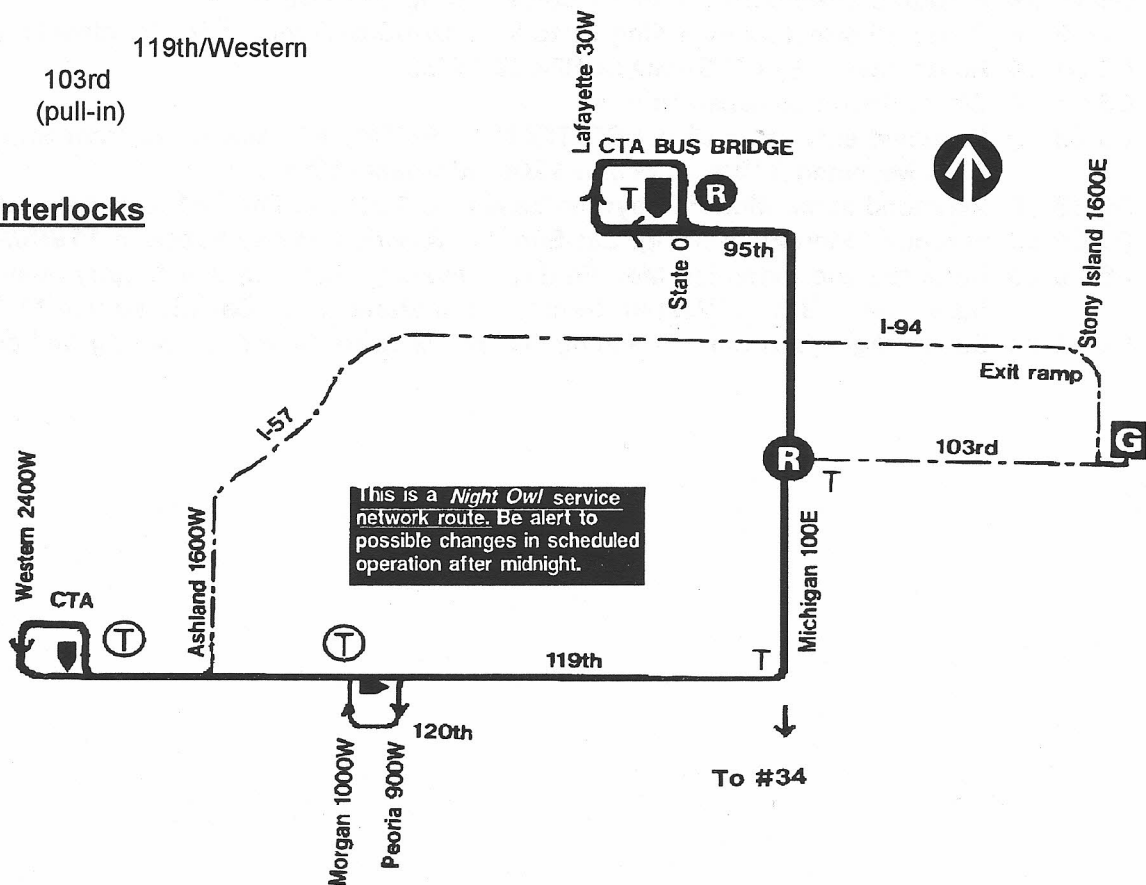 119th/Western
103rd
(pull-in)
nterlocks
Lafayette 30W
CTA BUS BRIDGE
T
R
State 0
95th
Stony Island 1600E
I-94
Exit ramp
I-57
R
103rd
G
T
This is a Night Owl service
network route. Be alert to
possible changes in scheduled
operation after midnight.
Western 2400W
CTA
T
Ashland 1600W
T
119th
T
Michigan 100E
120th
Morgan 1000W
Peoria 900W
To #34